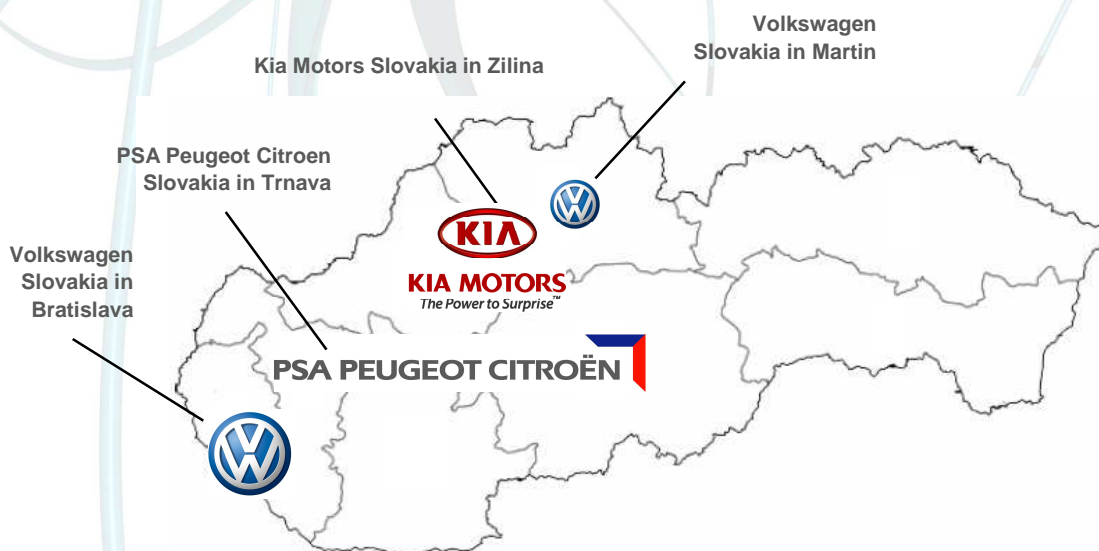 Volkswagen
Slovakia in Martin
Kia Motors Slovakia in Zilina
PSA Peugeot Citroen
Slovakia in Trnava
Volkswagen
Slovakia in
Bratislava
KIA
KIA MOTORS
The Power to Surprise™
PSA PEUGEOT CITROËN